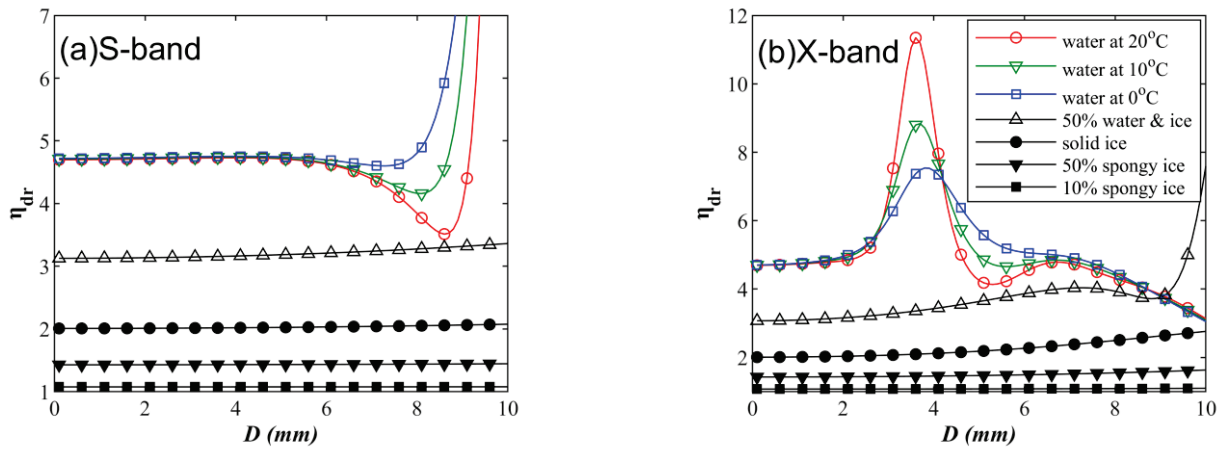 (a)S-band
7
6
5
4
3
2
1
η_dr
0
2
4
6
8
10
D (mm)
(b)X-band
12
10
8
6
4
2
η_dr
0
2
4
6
8
10
D (mm)
water at 20°C
water at 10°C
water at 0°C
50% water & ice
solid ice
50% spongy ice
10% spongy ice